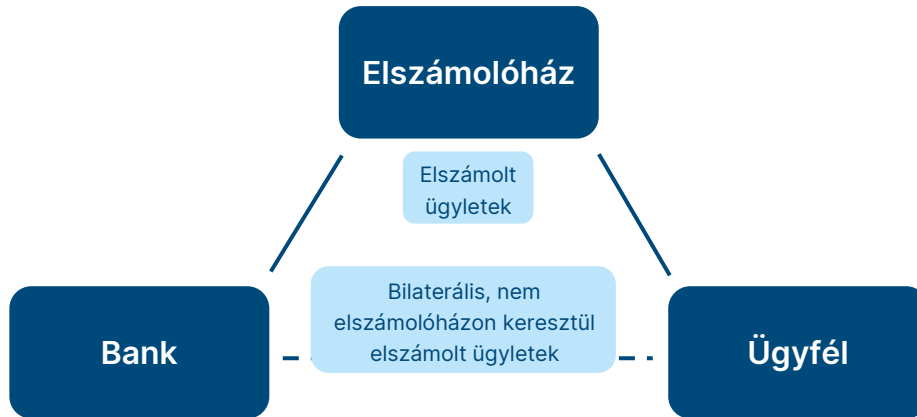 Elszámolóház
Elszámolt
ügyletek
Bilaterális, nem
elszámolóházon keresztül
elszámolt ügyletek
Bank
Ügyfél